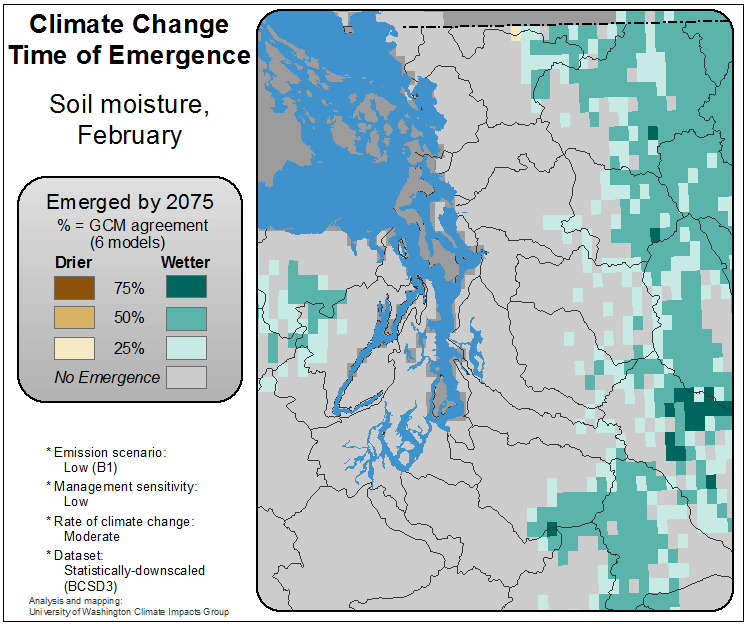 Climate Change
Time of Emergence
Soil moisture,
February
Emerged by 2075
% = GCM agreement
(6 models)
Drier Wetter
75%
50%
25%
No Emergence
* Emission scenario:
Low (B1)
* Management sensitivity:
Low
* Rate of climate change:
Moderate
* Dataset:
Statistically-downscaled
(BCSD3)
Analysis and mapping:
University of Washington Climate Impacts Group